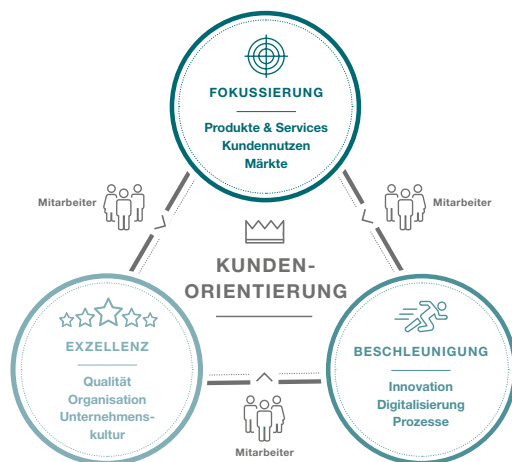 FOKUSSIERUNG
Produkte & Services
Kundennutzen
Märkte
Mitarbeiter
Mitarbeiter
KUNDEN-
ORIENTIERUNG
EXZELLENZ
Qualität
Organisation
Unternehmens-
kultur
BESCHLEUNIGUNG
Innovation
Digitalisierung
Prozesse
Mitarbeiter